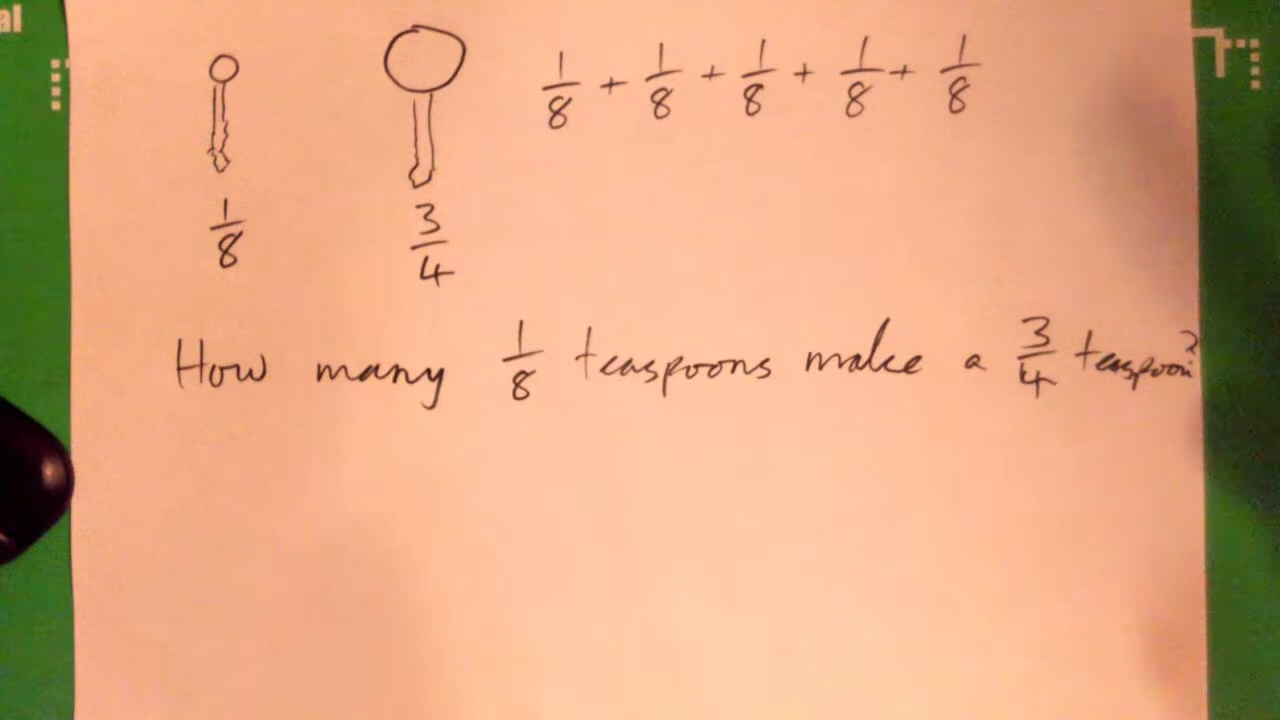 al
1/8 + 1/8 + 1/8 + 1/8 + 1/8
1/8 3/4
How many 1/8 teaspoons make a 3/4 teaspoon?